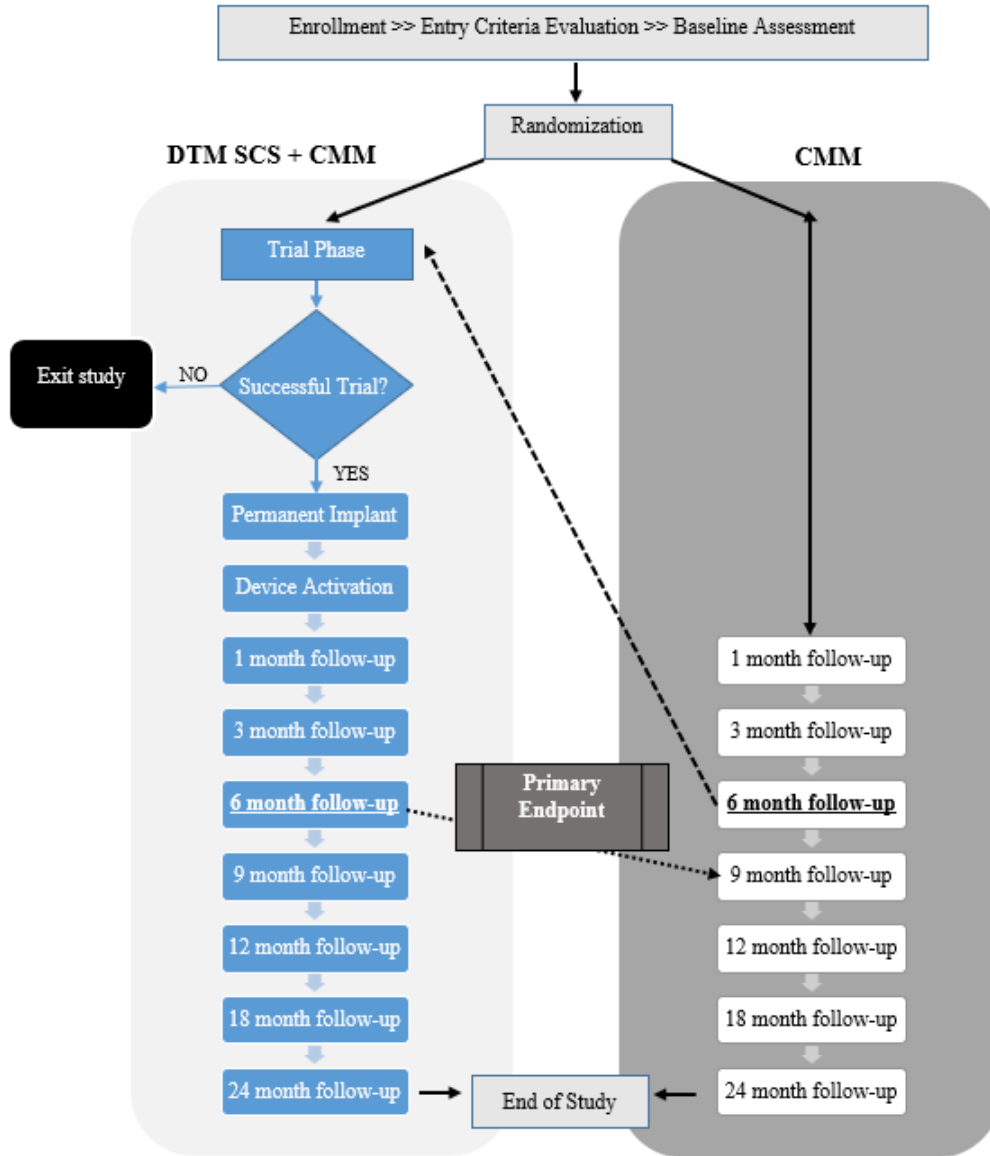 Enrollment >> Entry Criteria Evaluation >> Baseline Assessment
Randomization
DTM SCS + CMM
CMM
Trial Phase
Exit study
NO
Successful Trial?
YES
Permanent Implant
Device Activation
1 month follow-up
3 month follow-up
6 month follow-up
9 month follow-up
12 month follow-up
18 month follow-up
24 month follow-up
Primary
Endpoint
1 month follow-up
3 month follow-up
6 month follow-up
9 month follow-up
12 month follow-up
18 month follow-up
24 month follow-up
End of Study